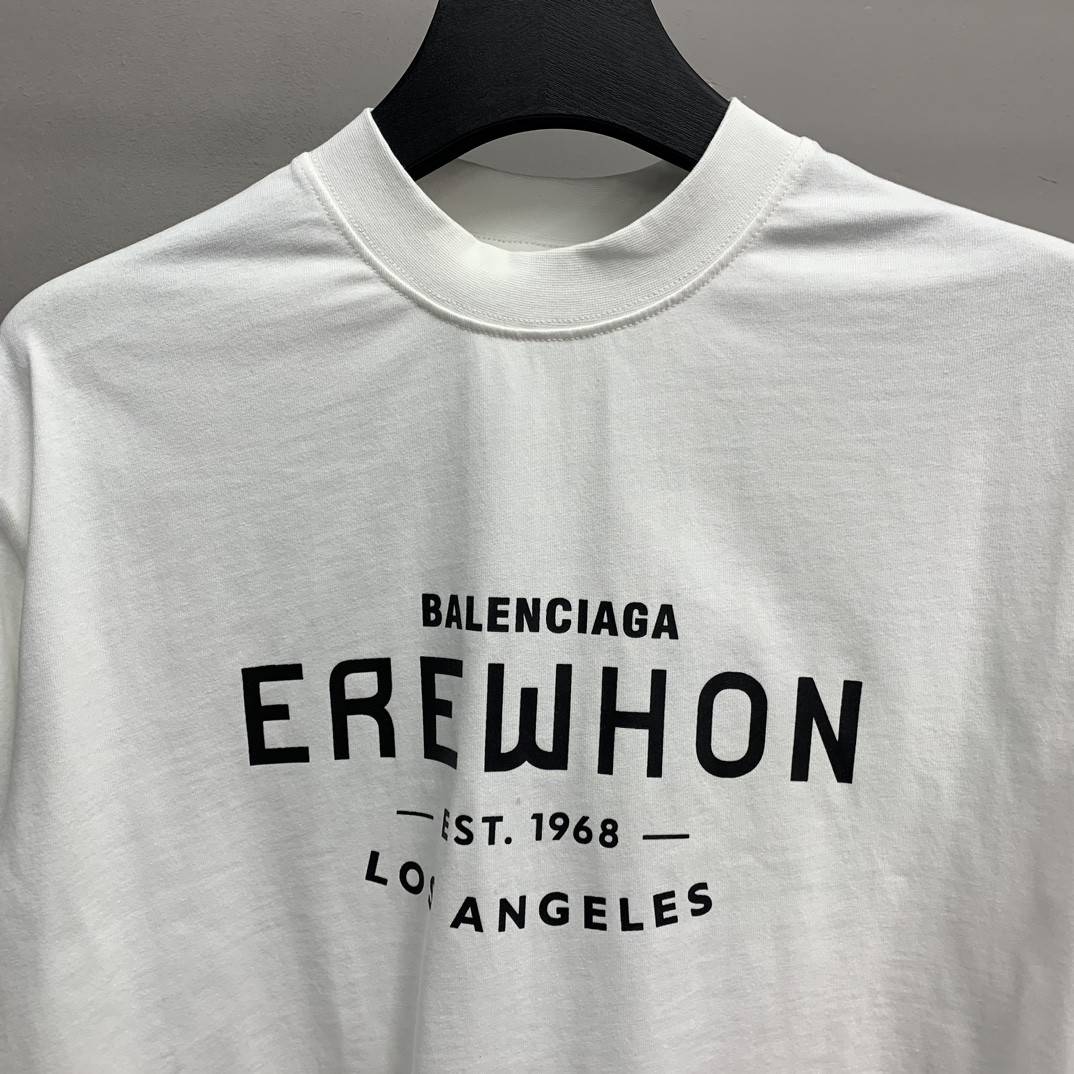 BALENCIAGA
EREWHON
— EST. 1968 —
LOS ANGELES